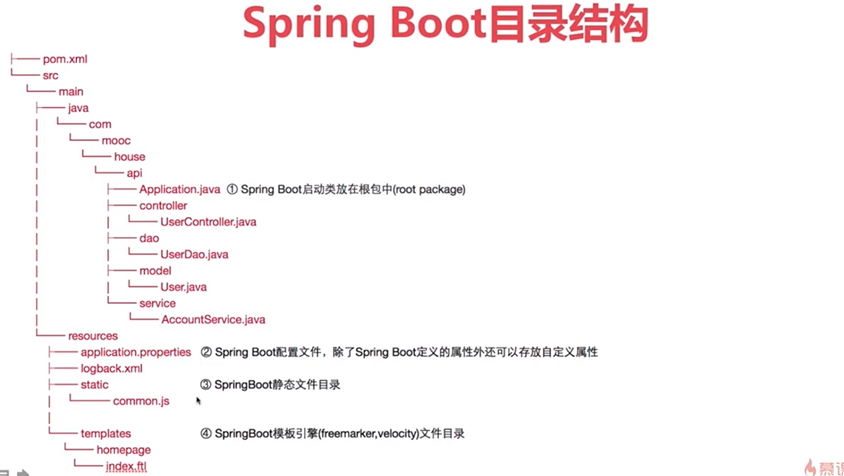 Spring Boot目录结构
pom.xml
src
main
java
com
mooc
house
api
Application.java ① Spring Boot启动类放在根包中(root package)
controller
UserController.java
dao
UserDao.java
model
User.java
service
AccountService.java
resources
application.properties ② Spring Boot配置文件，除了Spring Boot定义的属性外还可以存放自定义属性
logback.xml
static ③ SpringBoot静态文件目录
common.js
templates ④ SpringBoot模板引擎(freemarker,velocity)文件目录
homepage
index.ftl